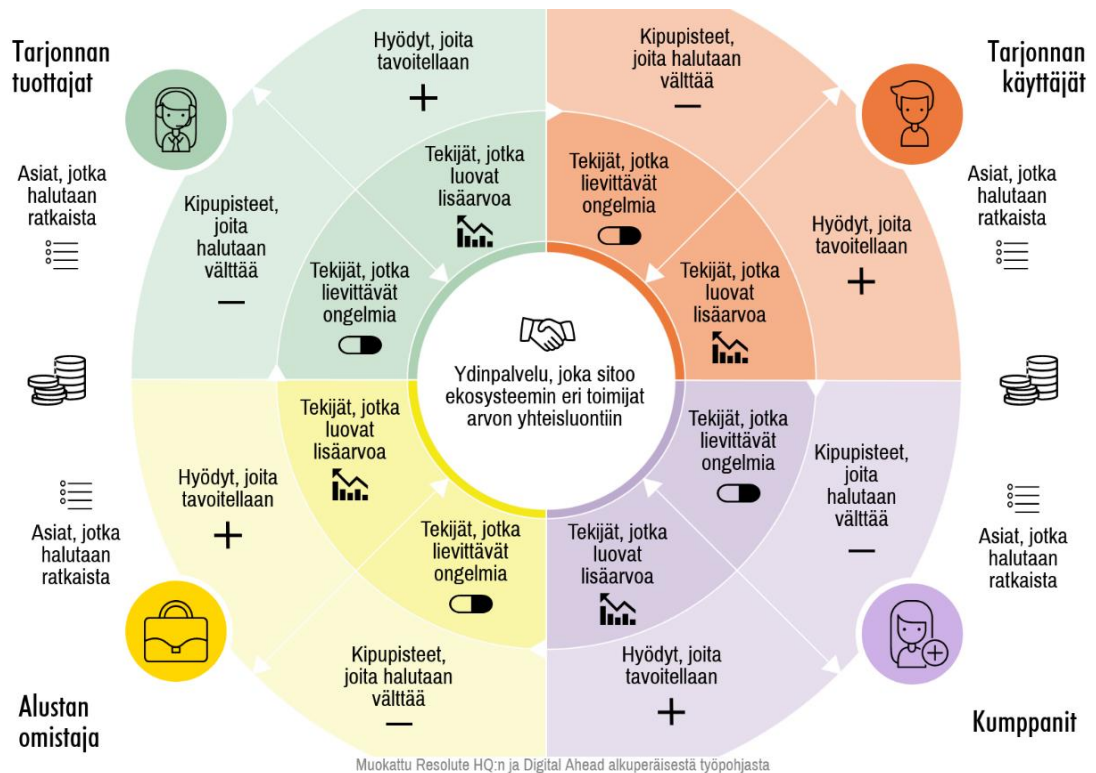 Tarjonnan
tuottajat
Asiat, jotka
halutaan
ratkaista
Hyödyt, joita
tavoitellaan
Kipupisteet,
joita
halutaan
välttää
Tekijät, jotka
luovat
lisäarvoa
Tekijät, jotka
lievittävät
ongelmia
Tarjonnan
käyttäjät
Asiat, jotka
halutaan
ratkaista
Kipupisteet,
joita halutaan
välttää
Hyödyt, joita
tavoitellaan
Tekijät, jotka
lievittävät
ongelmia
Tekijät, jotka
luovat
lisäarvoa
Ydinpalvelu, joka sitoo
ekosysteemin eri toimijat
arvon yhteisluontiin
Asiat, jotka
halutaan
ratkaista
Alustan
omistaja
Hyödyt, joita
tavoitellaan
Tekijät, jotka
luovat
lisäarvoa
Tekijät, jotka
lievittävät
ongelmia
Kipupisteet,
joita halutaan
välttää
Tekijät, jotka
lievittävät
ongelmia
Kipupisteet,
joita
halutaan
välttää
Tekijät, jotka
luovat
lisäarvoa
Hyödyt, joita
tavoitellaan
Asiat, jotka
halutaan
ratkaista
Kumppanit
Muokattu Resolute HQ:n ja Digital Ahead alkuperäisestä työpohjasta